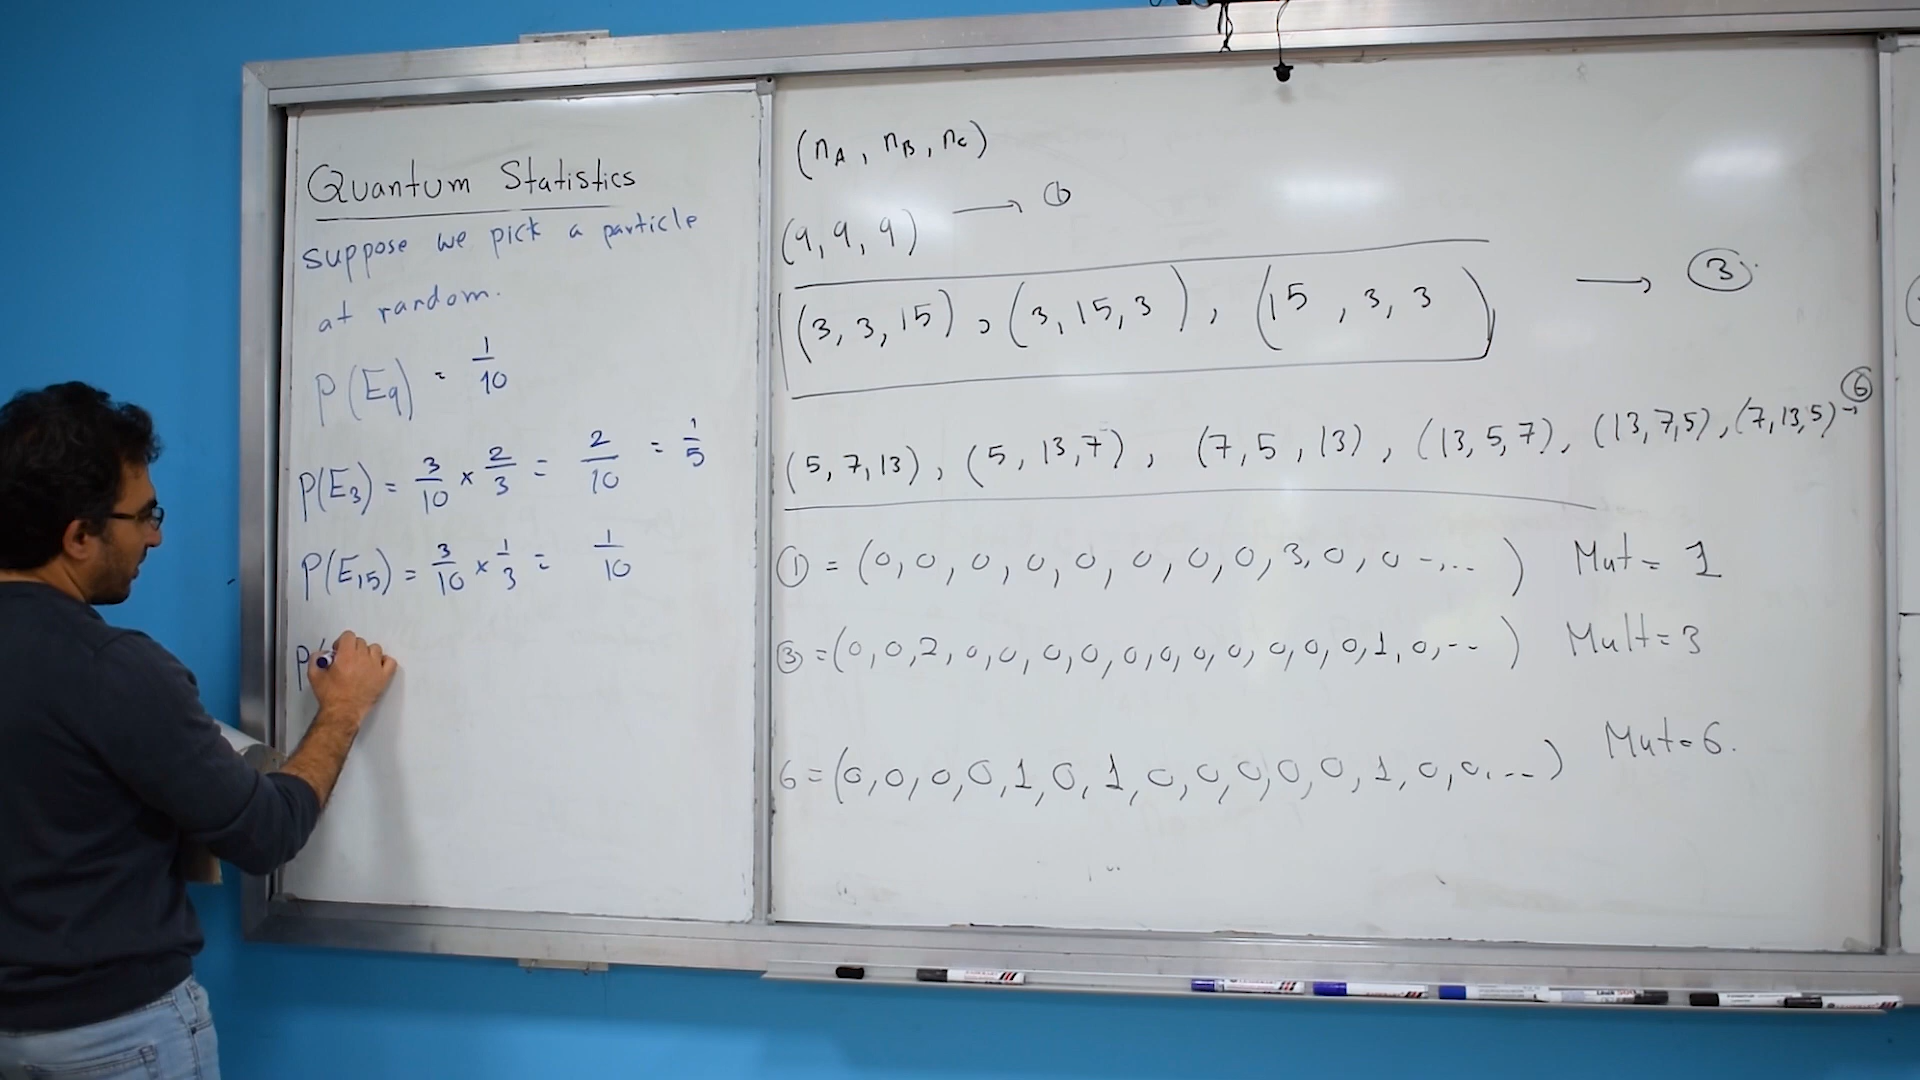 Quantum Statistics
suppose we pick a particle
at random.
P(E9) = 1/10
P(E3) = 3/10 × 2/3 = 2/10 = 1/5
P(E15) = 3/10 × 1/3 = 1/10
P(
(nA, nB, nC)
(9, 9, 9) → ①
(3, 3, 15), (3, 15, 3), (15, 3, 3) → ③
(5, 7, 13), (5, 13, 7), (7, 5, 13), (13, 5, 7), (13, 7, 5), (7, 13, 5) → ⑥
① = (0, 0, 0, 0, 0, 0, 0, 0, 3, 0, 0 -, ..) Mut = 1
③ = (0, 0, 2, 0, 0, 0, 0, 0, 0, 0, 0, 0, 0, 0, 1, 0, ...) Mult = 3
6 = (0, 0, 0, 0, 1, 0, 1, 0, 0, 0, 0, 0, 1, 0, 0, ...) Mut = 6.